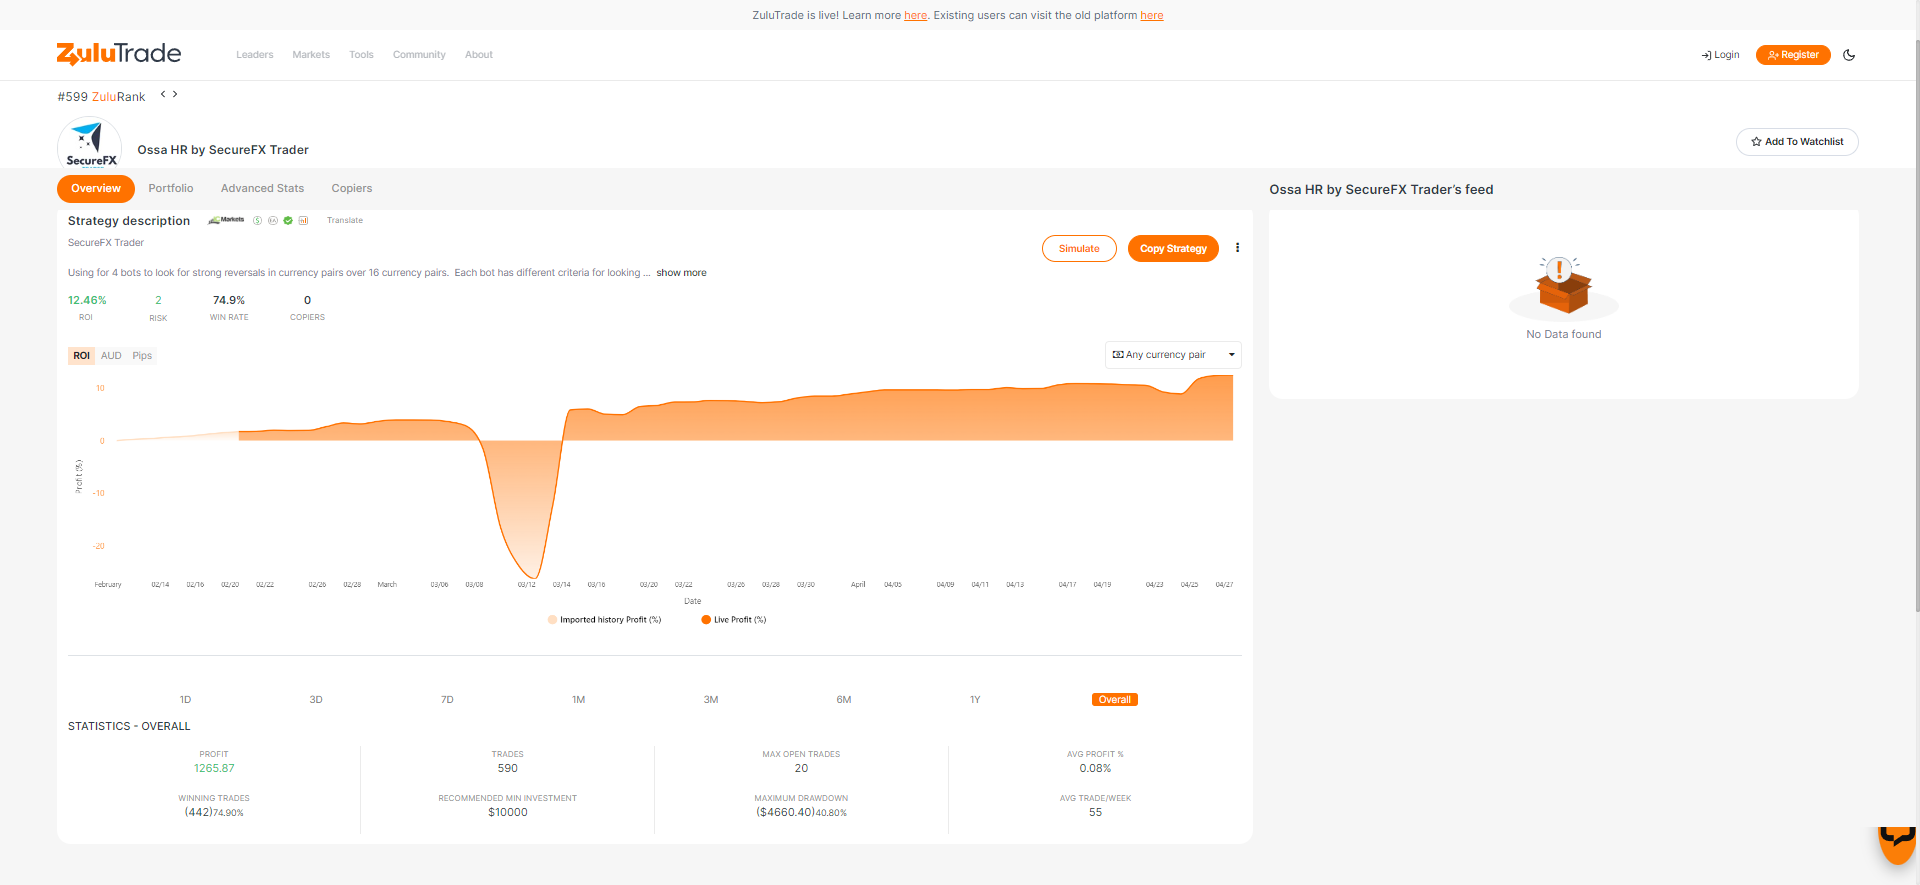 ZuluTrade is live! Learn more here. Existing users can visit the old platform here
ZuluTrade
Leaders Markets Tools Community About
Login Register
#599 ZuluRank < >
SecureFX
Ossa HR by SecureFX Trader
Add To Watchlist
Overview Portfolio Advanced Stats Copiers
Ossa HR by SecureFX Trader's feed
Strategy description Markets Translate
SecureFX Trader
Simulate Copy Strategy
Using for 4 bots to look for strong reversals in currency pairs over 16 currency pairs. Each bot has different criteria for looking ... show more
12.46% 2 74.9% 0
ROI RISK WIN RATE COPIERS
No Data found
ROI AUD Pips
Any currency pair
10
0
-10
-20
Profit (%)
February 02/14 02/16 02/20 02/22 02/26 02/28 March 03/06 03/08 03/12 03/14 03/16 03/20 03/22 03/26 03/28 03/30 April 04/05 04/09 04/11 04/13 04/17 04/19 04/23 04/25 04/27
Date
Imported history Profit (%) Live Profit (%)
1D 3D 7D 1M 3M 6M 1Y Overall
STATISTICS - OVERALL
PROFIT TRADES MAX OPEN TRADES AVG PROFIT %
1265.87 590 20 0.08%
WINNING TRADES RECOMMENDED MIN INVESTMENT MAXIMUM DRAWDOWN AVG TRADE/WEEK
(442)74.90% $10000 ($4660.40)40.80% 55